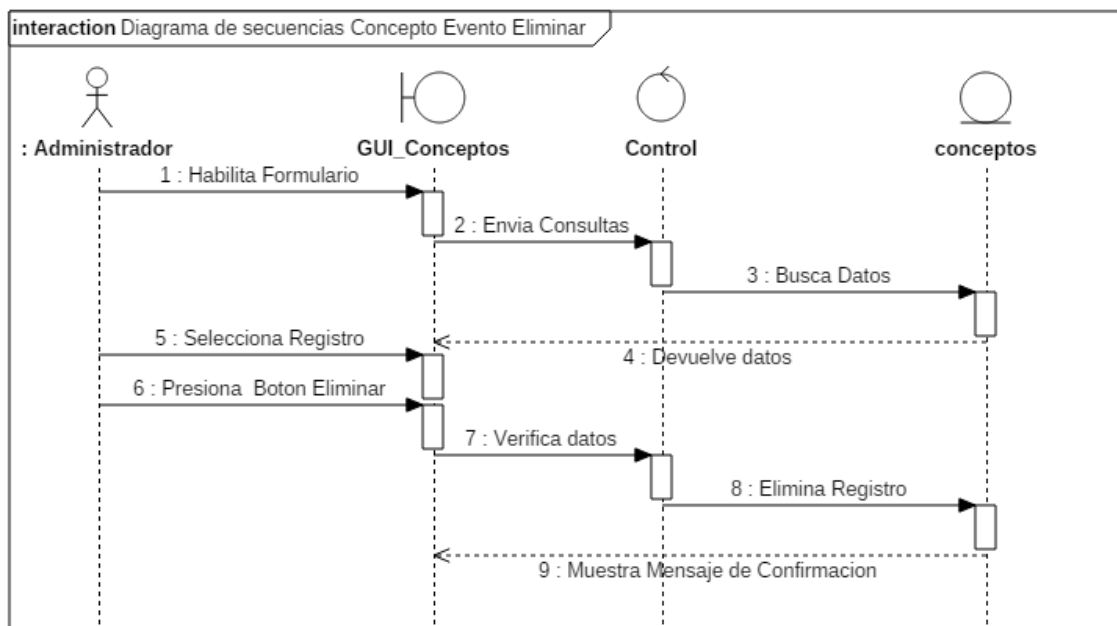 interaction Diagrama de secuencias Concepto Evento Eliminar
: Administrador
GUI_Conceptos
Control
conceptos
1 : Habilita Formulario
2 : Envia Consultas
3 : Busca Datos
4 : Devuelve datos
5 : Selecciona Registro
6 : Presiona Boton Eliminar
7 : Verifica datos
8 : Elimina Registro
9 : Muestra Mensaje de Confirmacion